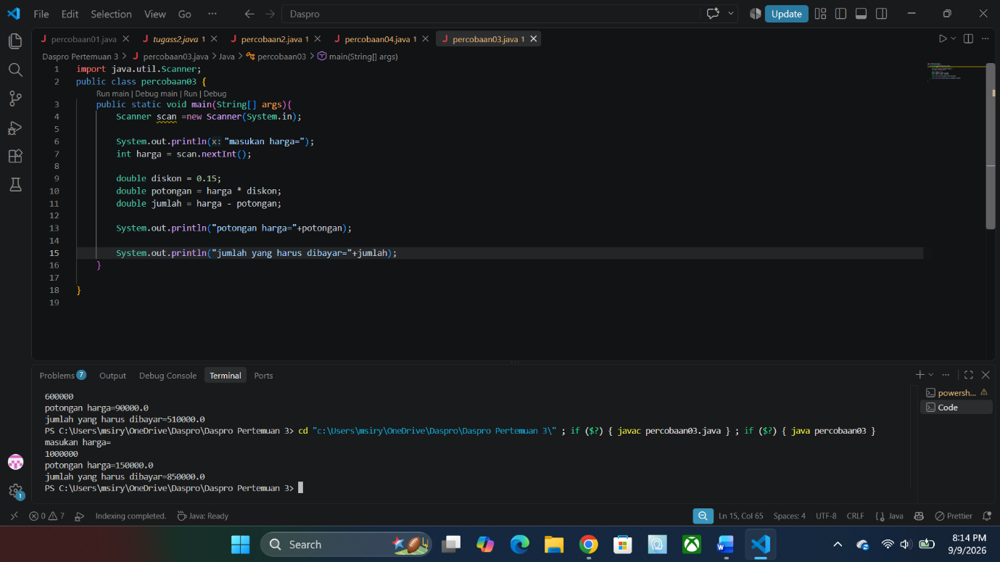 File Edit Selection View Go ··· Daspro Update
percobaan01.java tugass2.java 1 percobaan2.java 1 percobaan04.java 1 percobaan03.java 1
Daspro Pertemuan 3 > percobaan03.java > Java > percobaan03 > main(String[] args)
1 import java.util.Scanner;
2 public class percobaan03 {
Run main | Debug main | Run | Debug
3 public static void main(String[] args){
4 Scanner scan =new Scanner(System.in);
5
6 System.out.println(x: "masukan harga=");
7 int harga = scan.nextInt();
8
9 double diskon = 0.15;
10 double potongan = harga * diskon;
11 double jumlah = harga - potongan;
12
13 System.out.println("potongan harga="+potongan);
14
15 System.out.println("jumlah yang harus dibayar="+jumlah);
16 }
17
18 }
19
Problems 7 Output Debug Console Terminal Ports
600000
potongan harga=90000.0
jumlah yang harus dibayar=510000.0
PS C:\Users\msiry\OneDrive\Daspro\Daspro Pertemuan 3> cd "c:\Users\msiry\OneDrive\Daspro\Daspro Pertemuan 3\" ; if ($?) { javac percobaan03.java } ; if ($?) { java percobaan03 }
masukan harga=
1000000
potongan harga=150000.0
jumlah yang harus dibayar=850000.0
PS C:\Users\msiry\OneDrive\Daspro\Daspro Pertemuan 3>
powersh...
Code
1
0 7 Indexing completed. Java: Ready Ln 15, Col 65 Spaces: 4 UTF-8 CRLF {} Java Prettier
Search
8:14 PM
9/9/2026